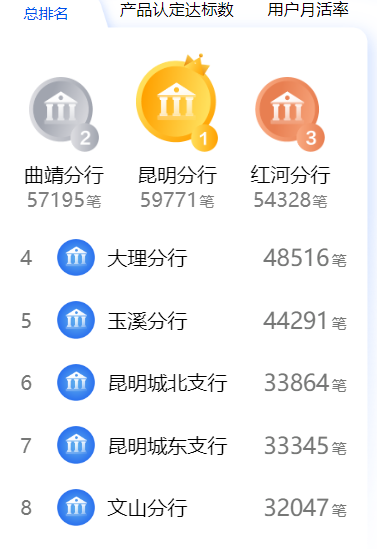 总排名 产品认定达标数 用户月活率
2 1 3
曲靖分行 昆明分行 红河分行
57195笔 59771笔 54328笔
4 大理分行 48516笔
5 玉溪分行 44291笔
6 昆明城北支行 33864笔
7 昆明城东支行 33345笔
8 文山分行 32047笔